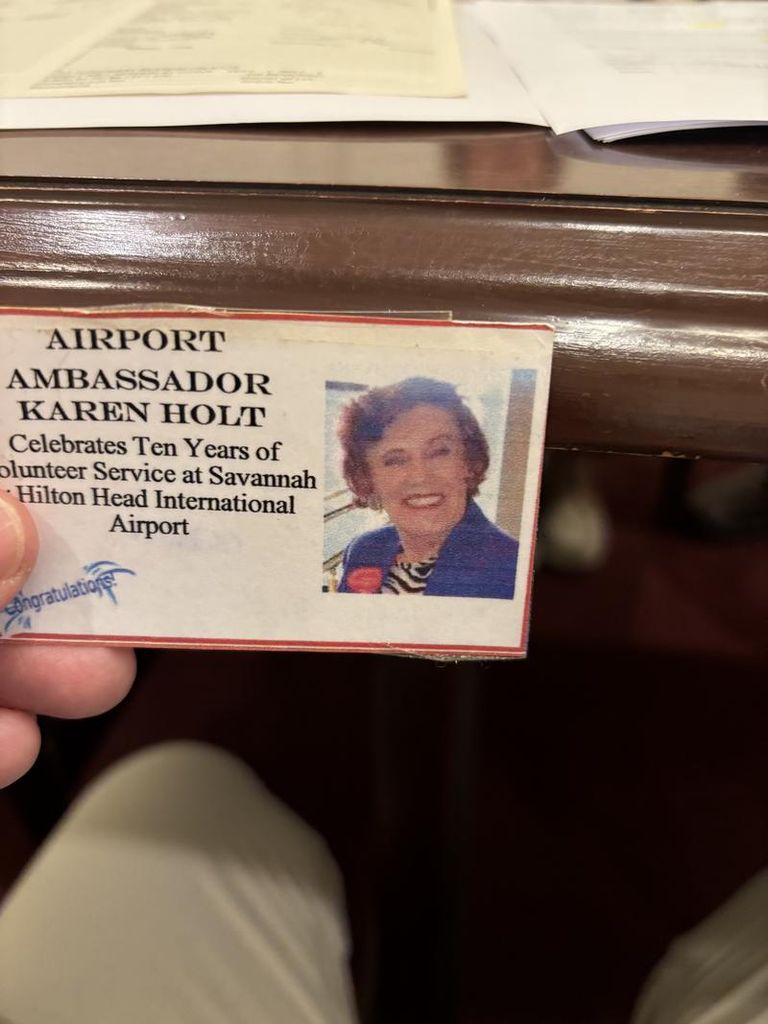 AIRPORT
AMBASSADOR
KAREN HOLT
Celebrates Ten Years of
olunteer Service at Savannah
Hilton Head International
Airport
Congratulations!